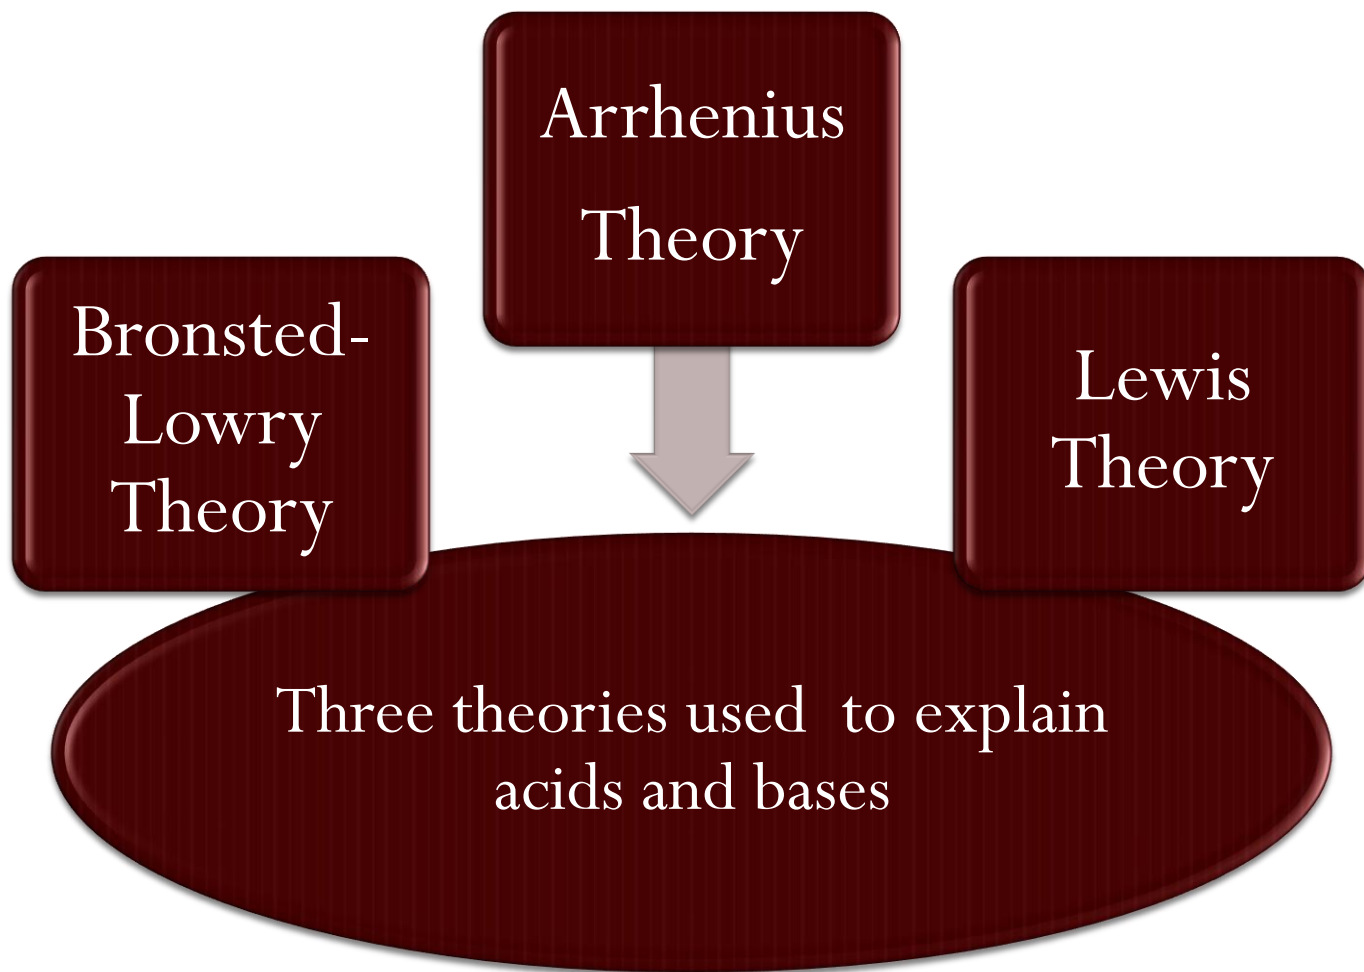 Arrhenius
Theory
Bronsted-
Lowry
Theory
Lewis
Theory
Three theories used  to explain
acids and bases